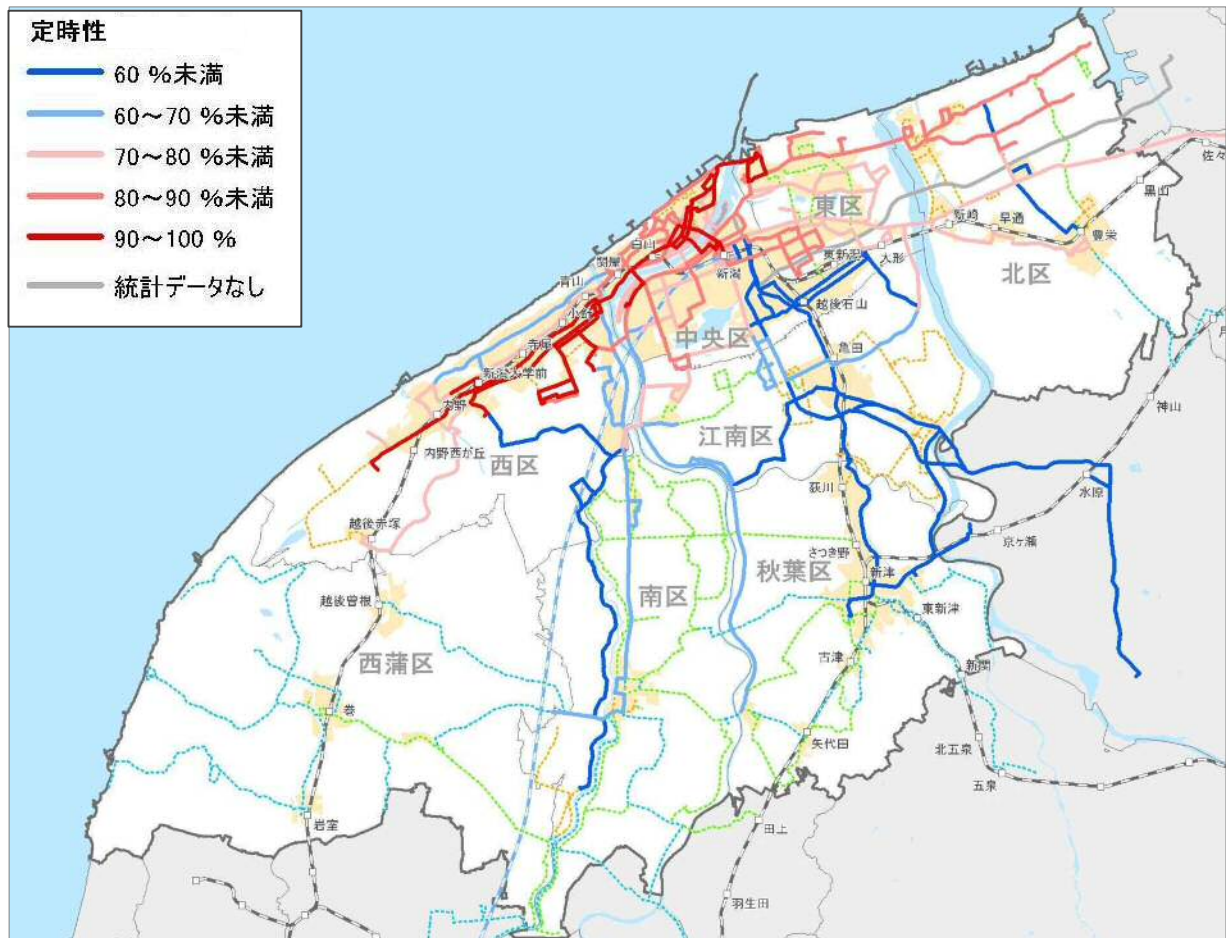 定時性
60 %未満
60～70 %未満
70～80 %未満
80～90 %未満
90～100 %
統計データなし
佐々
黒山
豊栄
早通
新崎
東区
北区
大形
東新潟
白山
関屋
新潟
青山
越後石山
小針
中央区
亀田
寺尾
新潟大学前
神山
内野
江南区
内野西が丘
西区
荻川
水原
越後赤塚
京ヶ瀬
さつき野
秋葉区
新津
越後曽根
南区
東新津
西蒲区
古津
新関
巻
矢代田
北五泉
五泉
岩室
田上
羽生田